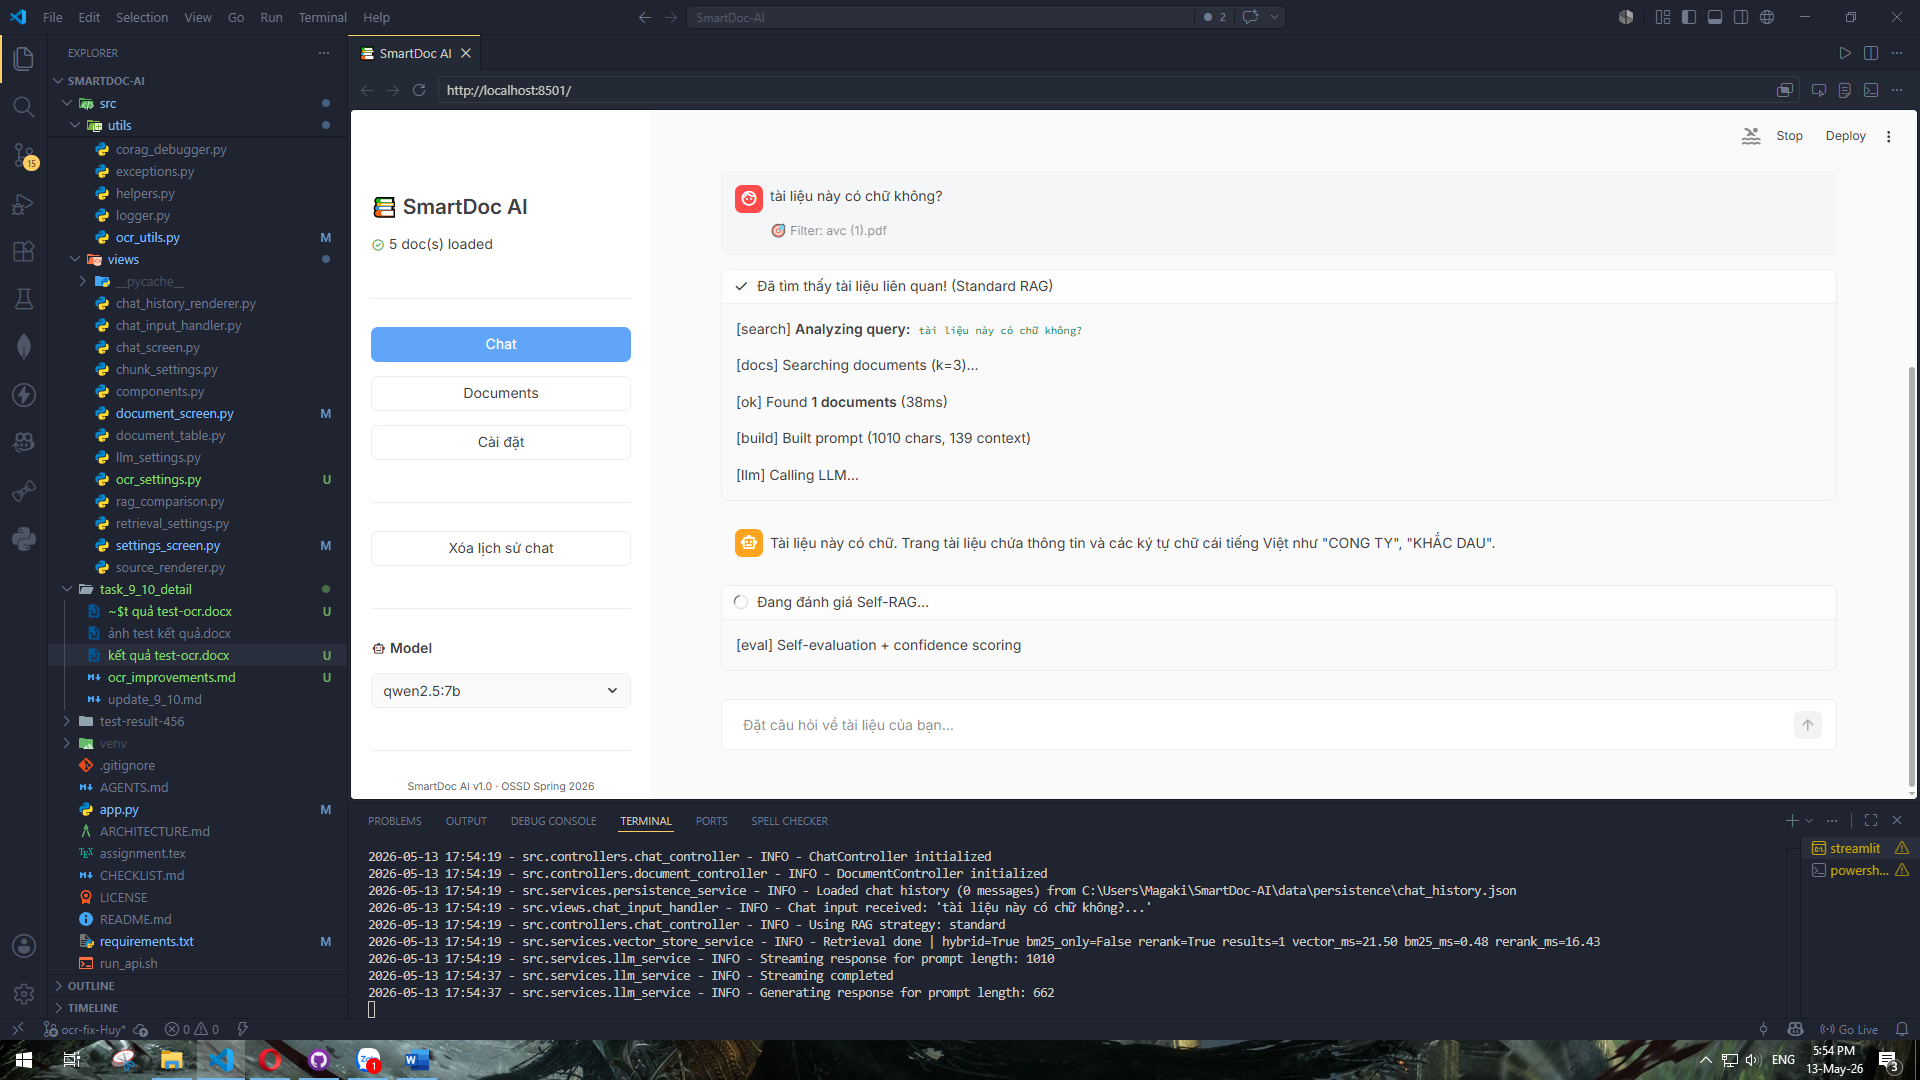 File Edit Selection View Go Run Terminal Help
SmartDoc-AI
2
EXPLORER
SmartDoc AI
SMARTDOC-AI
http://localhost:8501/
src
utils
corag_debugger.py
exceptions.py
helpers.py
logger.py
ocr_utils.py M
views
__pycache__
chat_history_renderer.py
chat_input_handler.py
chat_screen.py
chunk_settings.py
components.py
document_screen.py M
document_table.py
llm_settings.py
ocr_settings.py U
rag_comparison.py
retrieval_settings.py
settings_screen.py M
source_renderer.py
task_9_10_detail
~$t quả test-ocr.docx U
ảnh test kết quả.docx
kết quả test-ocr.docx U
ocr_improvements.md U
update_9_10.md
test-result-456
venv
.gitignore
AGENTS.md
app.py M
ARCHITECTURE.md
assignment.tex
CHECKLIST.md
LICENSE
README.md
requirements.txt M
run_api.sh
OUTLINE
TIMELINE
15
SmartDoc AI
5 doc(s) loaded
Chat
Documents
Cài đặt
Xóa lịch sử chat
Model
qwen2.5:7b
SmartDoc AI v1.0 · OSSD Spring 2026
Stop Deploy
tài liệu này có chữ không?
Filter: avc (1).pdf
Đã tìm thấy tài liệu liên quan! (Standard RAG)
[search] Analyzing query: tài liệu này có chữ không?
[docs] Searching documents (k=3)...
[ok] Found 1 documents (38ms)
[build] Built prompt (1010 chars, 139 context)
[llm] Calling LLM...
Tài liệu này có chữ. Trang tài liệu chứa thông tin và các ký tự chữ cái tiếng Việt như "CONG TY", "KHẮC DAU".
Đang đánh giá Self-RAG...
[eval] Self-evaluation + confidence scoring
Đặt câu hỏi về tài liệu của bạn...
PROBLEMS OUTPUT DEBUG CONSOLE TERMINAL PORTS SPELL CHECKER
2026-05-13 17:54:19 - src.controllers.chat_controller - INFO - ChatController initialized
2026-05-13 17:54:19 - src.controllers.document_controller - INFO - DocumentController initialized
2026-05-13 17:54:19 - src.services.persistence_service - INFO - Loaded chat history (0 messages) from C:\Users\Magaki\SmartDoc-AI\data\persistence\chat_history.json
2026-05-13 17:54:19 - src.views.chat_input_handler - INFO - Chat input received: 'tài liệu này có chữ không?...'
2026-05-13 17:54:19 - src.controllers.chat_controller - INFO - Using RAG strategy: standard
2026-05-13 17:54:19 - src.services.vector_store_service - INFO - Retrieval done | hybrid=True bm25_only=False rerank=True results=1 vector_ms=21.50 bm25_ms=0.48 rerank_ms=16.43
2026-05-13 17:54:19 - src.services.llm_service - INFO - Streaming response for prompt length: 1010
2026-05-13 17:54:37 - src.services.llm_service - INFO - Streaming completed
2026-05-13 17:54:37 - src.services.llm_service - INFO - Generating response for prompt length: 662
streamlit
powersh...
ocr-fix-Huy* 0 0
Go Live
Zalo 1
ENG
5:54 PM
13-May-26
3